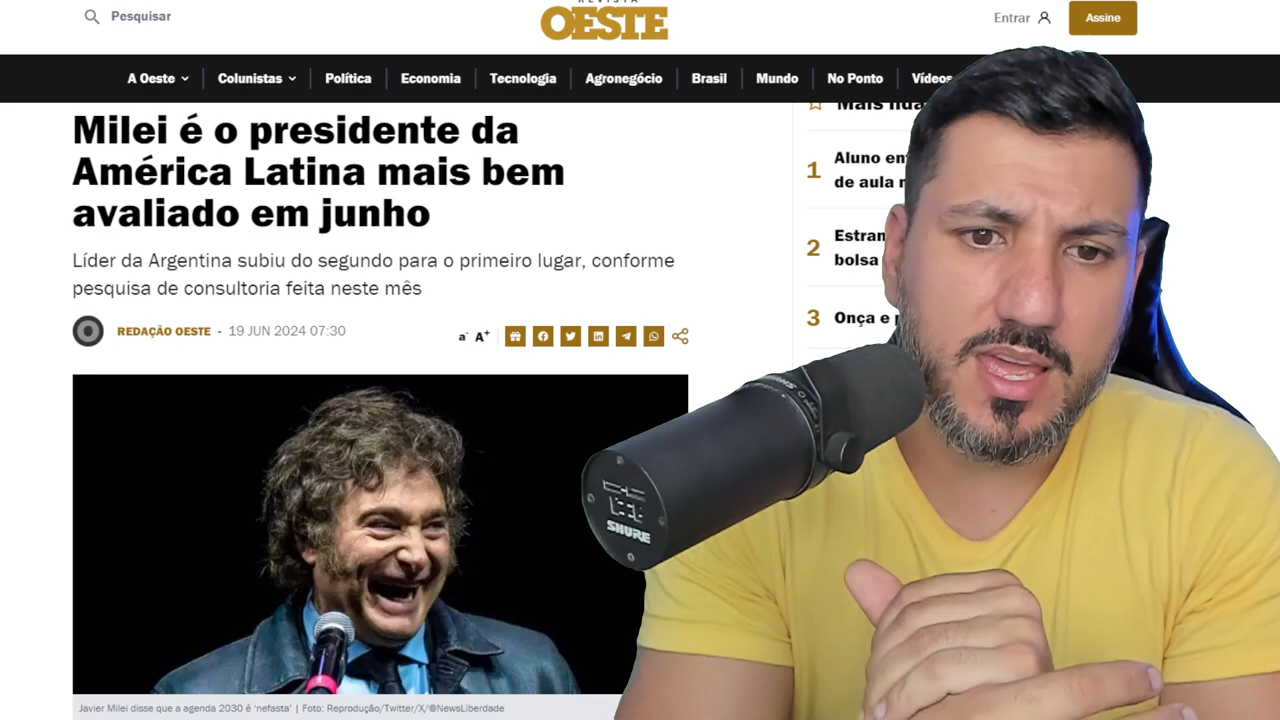 REVISTA
OESTE
Pesquisar
Entrar
Assine
A Oeste
Colunistas
Política
Economia
Tecnologia
Agronegócio
Brasil
Mundo
No Ponto
Vídeos
Milei é o presidente da
América Latina mais bem
avaliado em junho
Líder da Argentina subiu do segundo para o primeiro lugar, conforme
pesquisa de consultoria feita neste mês
REDAÇÃO OESTE - 19 JUN 2024 07:30
a- A+
Javier Milei disse que a agenda 2030 é ‘nefasta’ | Foto: Reprodução/Twitter/X/@NewsLiberdade
Mais
1
Aluno
de aula
2
bolsa
3
Onça e
SHURE